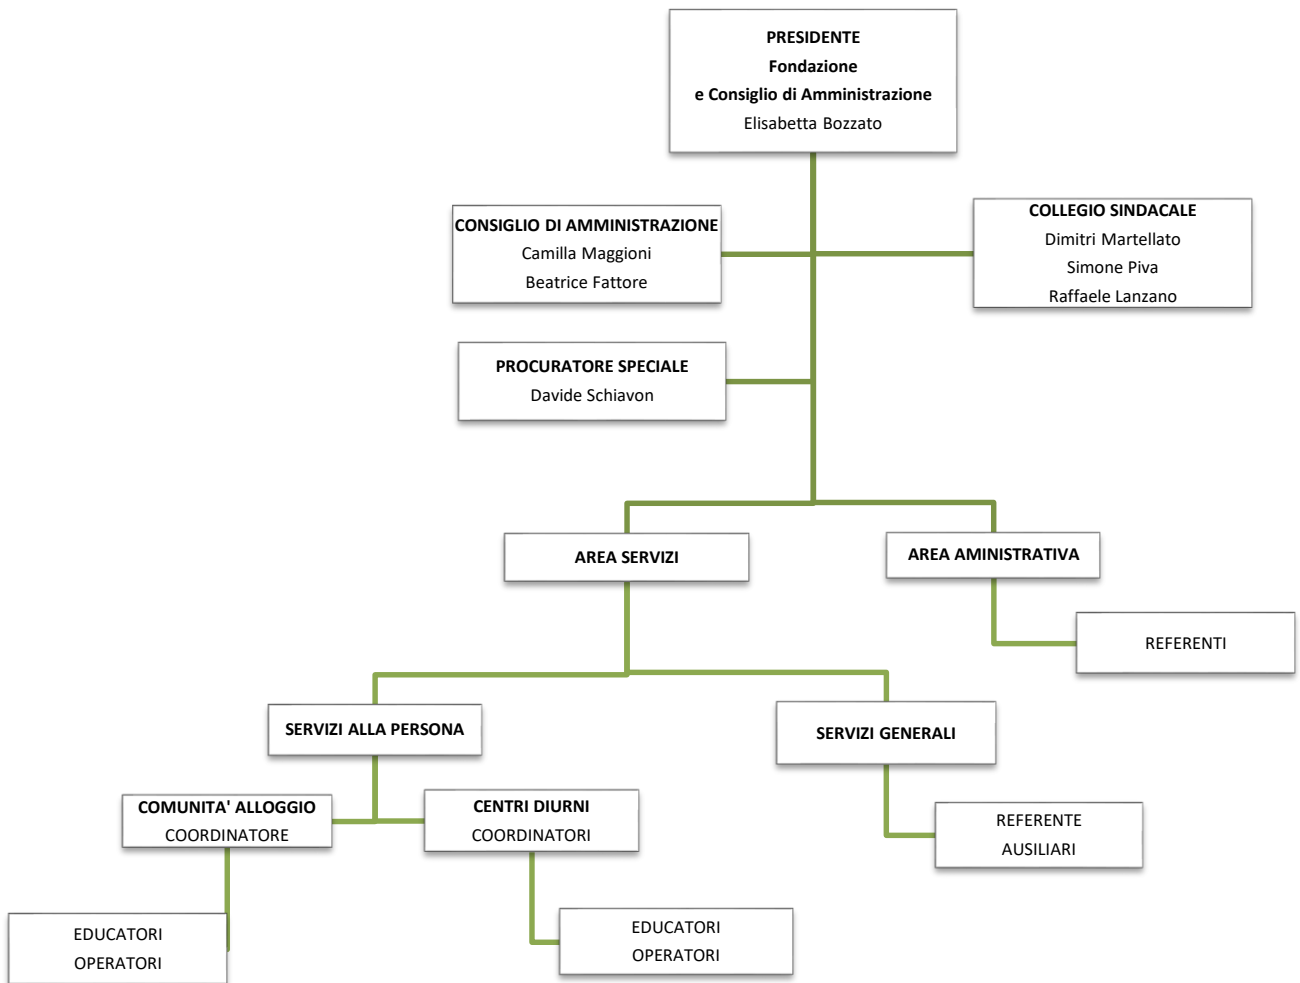 PRESIDENTE
Fondazione
e Consiglio di Amministrazione
Elisabetta Bozzato
CONSIGLIO DI AMMINISTRAZIONE
Camilla Maggioni
Beatrice Fattore
COLLEGIO SINDACALE
Dimitri Martellato
Simone Piva
Raffaele Lanzano
PROCURATORE SPECIALE
Davide Schiavon
AREA SERVIZI
AREA AMINISTRATIVA
REFERENTI
SERVIZI ALLA PERSONA
SERVIZI GENERALI
COMUNITA' ALLOGGIO
COORDINATORE
CENTRI DIURNI
COORDINATORI
REFERENTE
AUSILIARI
EDUCATORI
OPERATORI
EDUCATORI
OPERATORI